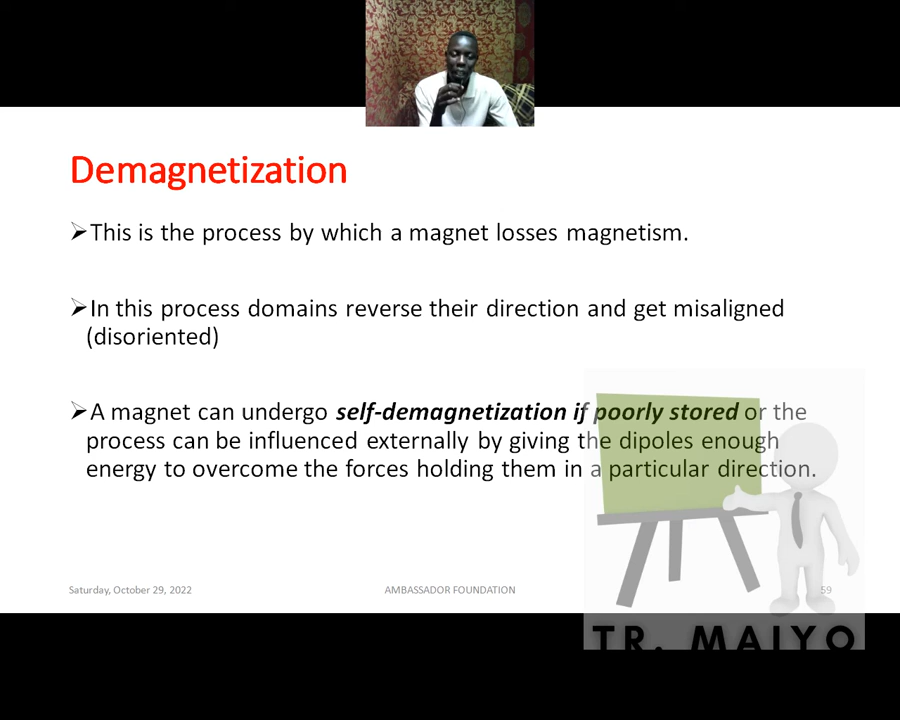 Demagnetization
➢This is the process by which a magnet losses magnetism.
➢In this process domains reverse their direction and get misaligned
(disoriented)
➢A magnet can undergo self-demagnetization if poorly stored or the
process can be influenced externally by giving the dipoles enough
energy to overcome the forces holding them in a particular direction.
Saturday, October 29, 2022
AMBASSADOR FOUNDATION
59
TR. MAIYO